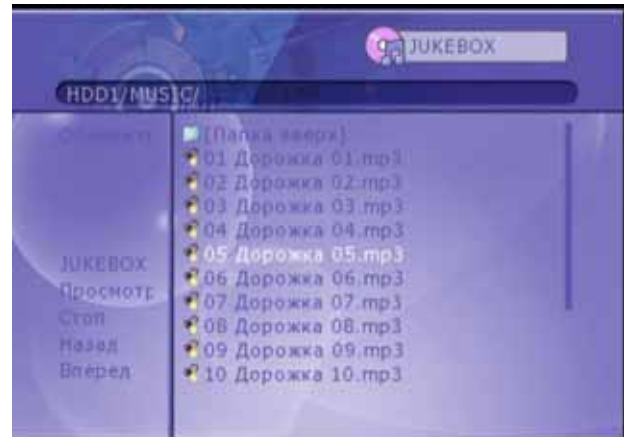 JUKEBOX
HDD1/MUSIC/
[Папка вверх]
01 Дорожка 01.mp3
02 Дорожка 02.mp3
03 Дорожка 03.mp3
04 Дорожка 04.mp3
05 Дорожка 05.mp3
06 Дорожка 06.mp3
07 Дорожка 07.mp3
08 Дорожка 08.mp3
09 Дорожка 09.mp3
10 Дорожка 10.mp3
JUKEBOX
Просмотр
Стоп
Назад
Вперед